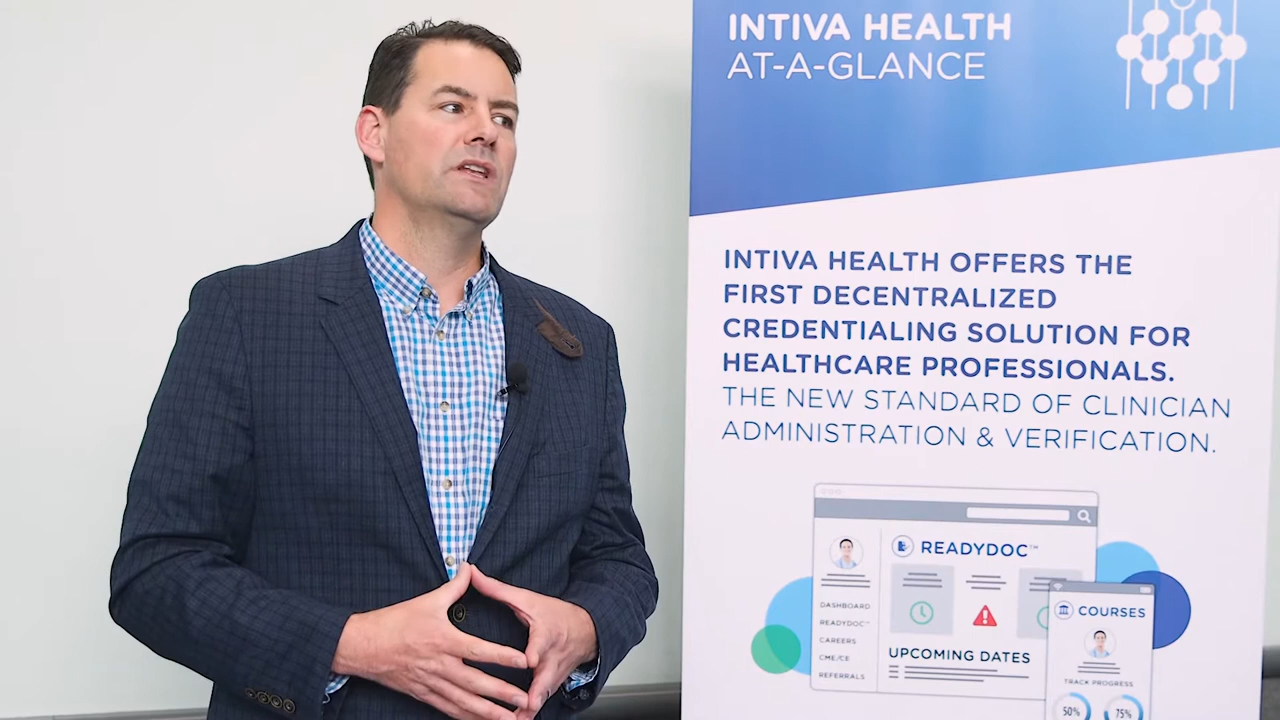 INTIVA HEALTH
AT-A-GLANCE
INTIVA HEALTH OFFERS THE
FIRST DECENTRALIZED
CREDENTIALING SOLUTION FOR
HEALTHCARE PROFESSIONALS.
THE NEW STANDARD OF CLINICIAN
ADMINISTRATION & VERIFICATION.
READYDOC™
DASHBOARD
READYDOC™
CAREERS
CME/CE
REFERRALS
UPCOMING DATES
COURSES
TRACK PROGRESS
50%
75%